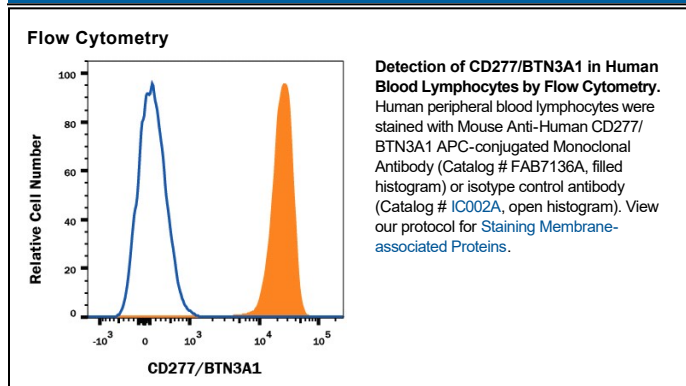 Flow Cytometry
Relative Cell Number
100
80
60
40
20
0
-10³
0
10³
10⁴
10⁵
CD277/BTN3A1
Detection of CD277/BTN3A1 in Human
Blood Lymphocytes by Flow Cytometry.
Human peripheral blood lymphocytes were
stained with Mouse Anti-Human CD277/
BTN3A1 APC-conjugated Monoclonal
Antibody (Catalog # FAB7136A, filled
histogram) or isotype control antibody
(Catalog # IC002A, open histogram). View
our protocol for Staining Membrane-
associated Proteins.